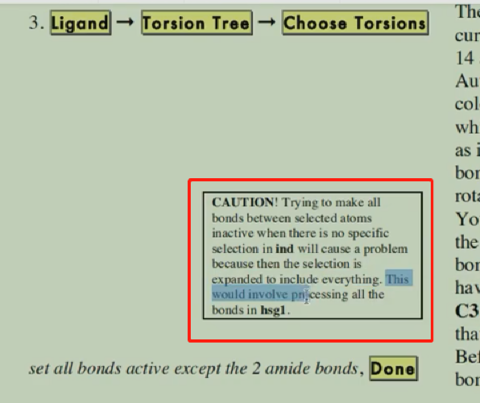 3. Ligand → Torsion Tree → Choose Torsions
CAUTION! Trying to make all
bonds between selected atoms
inactive when there is no specific
selection in ind will cause a problem
because then the selection is
expanded to include everything. This
would involve processing all the
bonds in hsg1.
set all bonds active except the 2 amide bonds, Done
The
cur
14
Au
col
whi
as i
bon
rota
Yo
the
bon
hav
C3
tha
Bef
bon